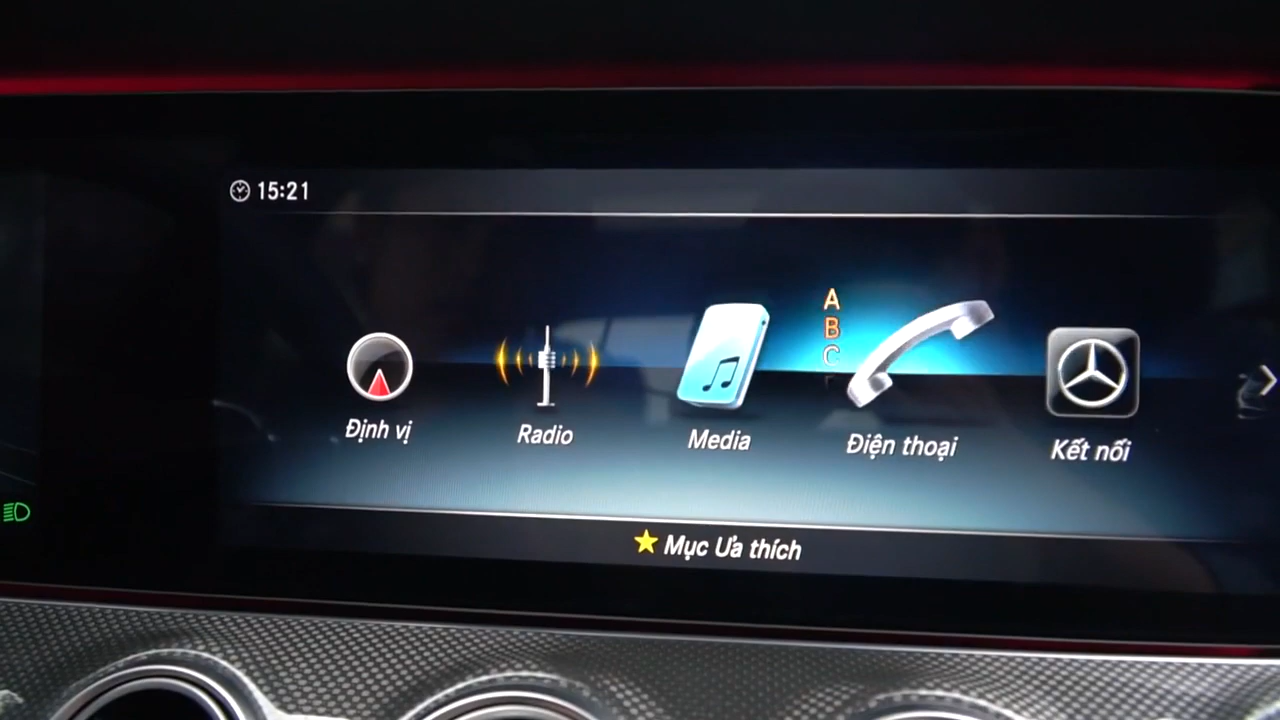 15:21
A
B
C
Định vị
Radio
Media
Điện thoại
Kết nối
Mục Ưa thích